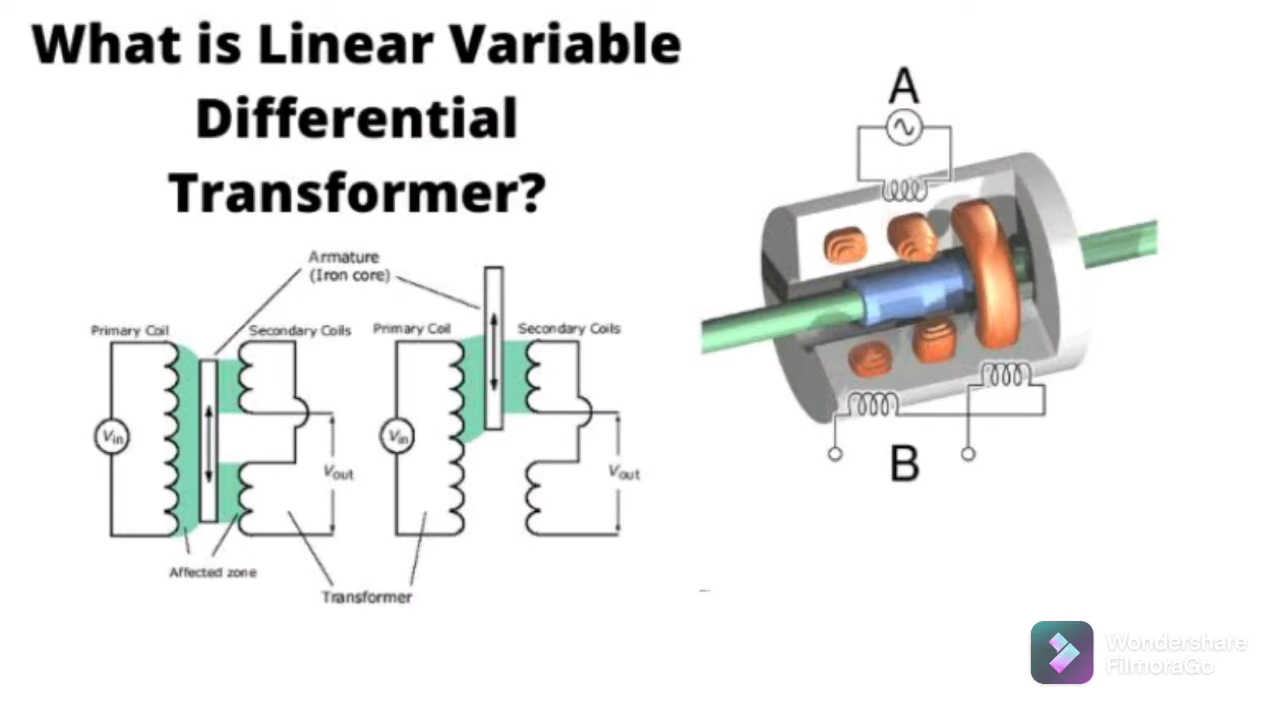 What is Linear Variable
Differential
Transformer?
Armature
(Iron core)
Primary Coil
Secondary Coils
Primary Coil
Secondary Coils
Vin
Vout
Vin
Vout
Affected zone
Transformer
A
B
Wondershare
FilmoraGo